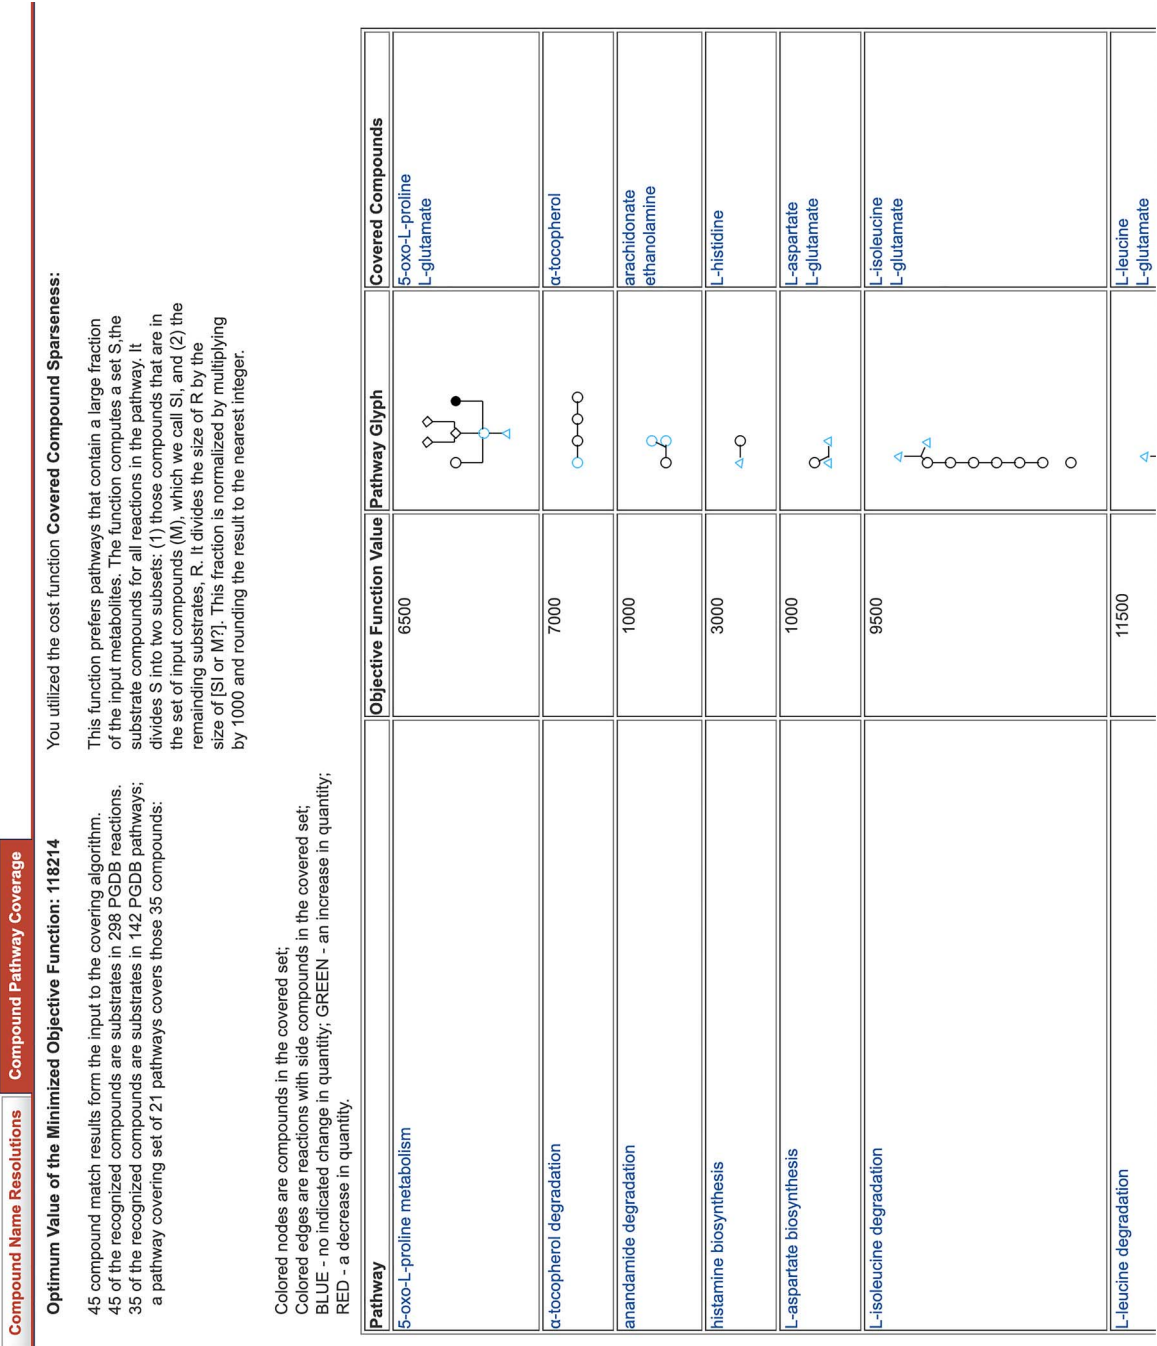 Compound Name Resolutions
Compound Pathway Coverage
Optimum Value of the Minimized Objective Function: 118214
45 compound match results form the input to the covering algorithm.
45 of the recognized compounds are substrates in 298 PGDB reactions.
35 of the recognized compounds are substrates in 142 PGDB pathways;
a pathway covering set of 21 pathways covers those 35 compounds:
You utilized the cost function Covered Compound Sparseness:
This function prefers pathways that contain a large fraction
of the input metabolites. The function computes a set S,the
substrate compounds for all reactions in the pathway. It
divides S into two subsets: (1) those compounds that are in
the set of input compounds (M), which we call SI, and (2) the
remainding substrates, R. It divides the size of R by the
size of [SI or M?]. This fraction is normalized by multiplying
by 1000 and rounding the result to the nearest integer.
Colored nodes are compounds in the covered set;
Colored edges are reactions with side compounds in the covered set;
BLUE - no indicated change in quantity; GREEN - an increase in quantity;
RED - a decrease in quantity.
Pathway Objective Function Value Pathway Glyph Covered Compounds
5-oxo-L-proline metabolism 6500 5-oxo-L-proline
L-glutamate
α-tocopherol degradation 7000 α-tocopherol
anandamide degradation 1000 arachidonate
ethanolamine
histamine biosynthesis 3000 L-histidine
L-aspartate biosynthesis 1000 L-aspartate
L-glutamate
L-isoleucine degradation 9500 L-isoleucine
L-glutamate
L-leucine degradation 11500 L-leucine
L-glutamate